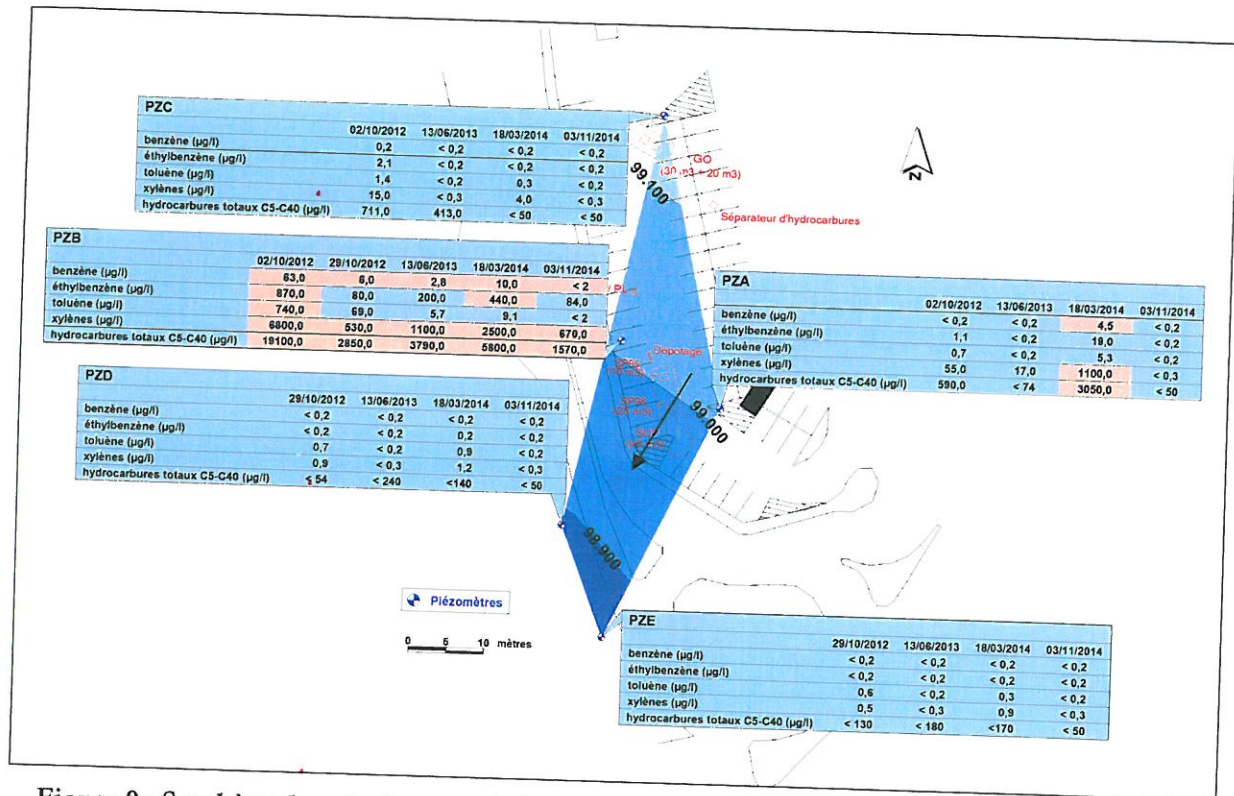 PZC
02/10/2012 13/06/2013 18/03/2014 03/11/2014
benzène (µg/l) 0,2 < 0,2 < 0,2 < 0,2
éthylbenzène (µg/l) 2,1 < 0,2 < 0,2 < 0,2
toluène (µg/l) 1,4 < 0,2 0,3 < 0,2
xylènes (µg/l) 15,0 < 0,3 4,0 < 0,3
hydrocarbures totaux C5-C40 (µg/l) 711,0 413,0 < 50 < 50
GO
(30 m3 + 20 m3)
99.100
N
Séparateur d'hydrocarbures
PZB
02/10/2012 29/10/2012 13/06/2013 18/03/2014 03/11/2014
benzène (µg/l) 63,0 6,0 2,8 10,0 < 2
éthylbenzène (µg/l) 870,0 80,0 200,0 440,0 84,0
toluène (µg/l) 740,0 69,0 5,7 9,1 < 2
xylènes (µg/l) 6800,0 530,0 1100,0 2500,0 670,0
hydrocarbures totaux C5-C40 (µg/l) 19100,0 2850,0 3790,0 5800,0 1570,0
PZA
02/10/2012 13/06/2013 18/03/2014 03/11/2014
benzène (µg/l) < 0,2 < 0,2 4,5 < 0,2
éthylbenzène (µg/l) 1,1 < 0,2 19,0 < 0,2
toluène (µg/l) 0,7 < 0,2 5,3 < 0,2
xylènes (µg/l) 55,0 17,0 1100,0 < 0,3
hydrocarbures totaux C5-C40 (µg/l) 590,0 < 74 3050,0 < 50
Dépotage
99.000
PZD
29/10/2012 13/06/2013 18/03/2014 03/11/2014
benzène (µg/l) < 0,2 < 0,2 < 0,2 < 0,2
éthylbenzène (µg/l) < 0,2 < 0,2 0,2 < 0,2
toluène (µg/l) 0,7 < 0,2 0,9 < 0,2
xylènes (µg/l) 0,9 < 0,3 1,2 < 0,3
hydrocarbures totaux C5-C40 (µg/l) < 54 < 240 <140 < 50
98.900
Piézomètres
0 5 10 mètres
PZE
29/10/2012 13/06/2013 18/03/2014 03/11/2014
benzène (µg/l) < 0,2 < 0,2 < 0,2 < 0,2
éthylbenzène (µg/l) < 0,2 < 0,2 < 0,2 < 0,2
toluène (µg/l) 0,6 < 0,2 0,3 < 0,2
xylènes (µg/l) 0,5 < 0,3 0,9 < 0,3
hydrocarbures totaux C5-C40 (µg/l) < 130 < 180 <170 < 50